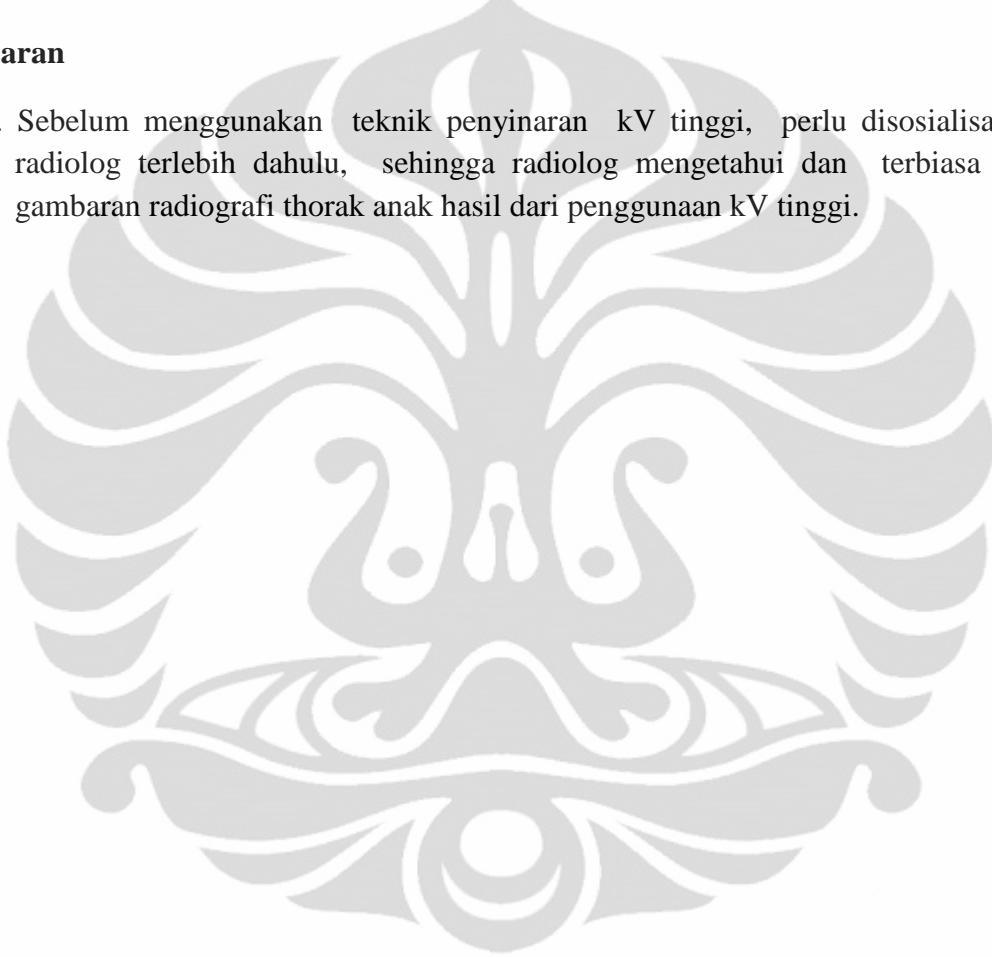 aran
. Sebelum menggunakan teknik penyinaran kV tinggi, perlu disosialisa
radiolog terlebih dahulu, sehingga radiolog mengetahui dan terbiasa
gambaran radiografi thorak anak hasil dari penggunaan kV tinggi.